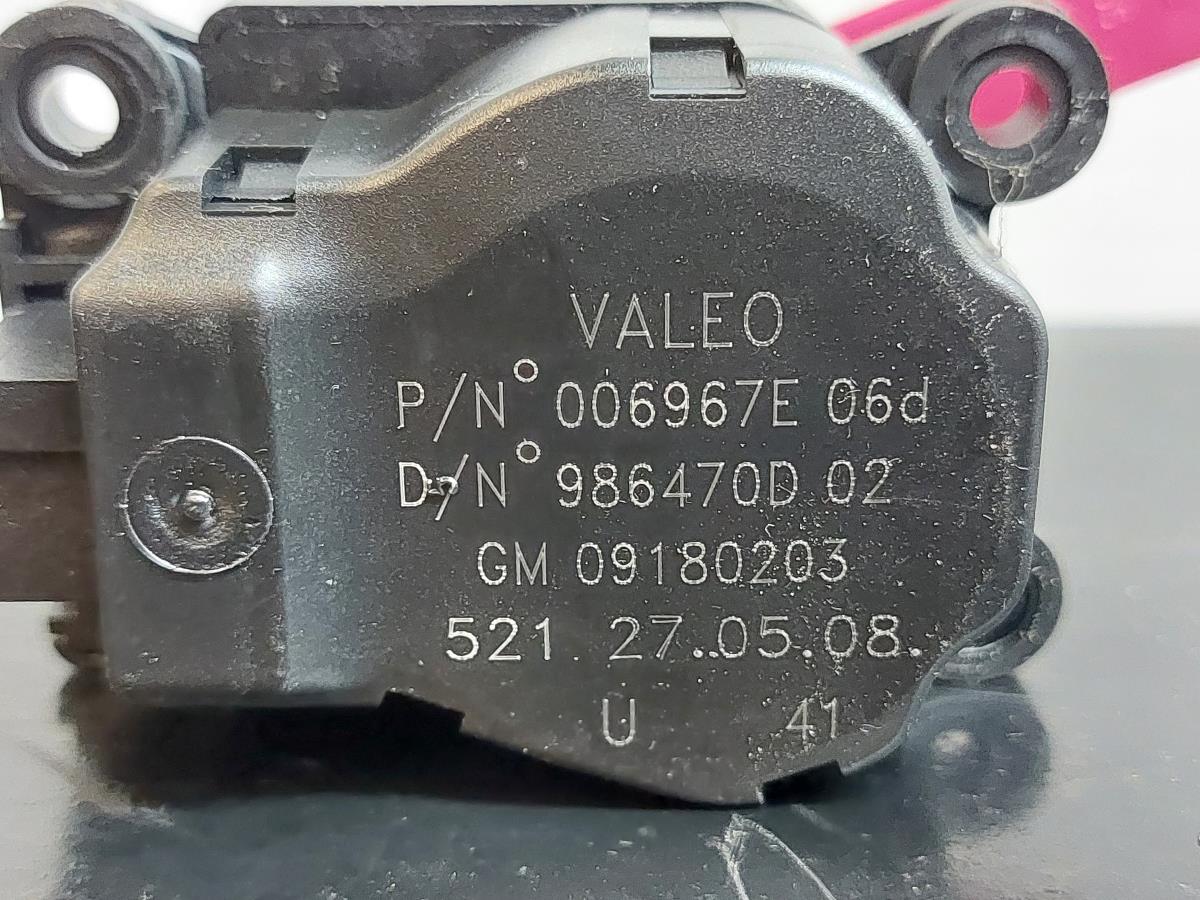 VALEO
P/N° 006967E 06d
D/N° 986470D 02
GM 09180203
521 27.05.08.
U 41